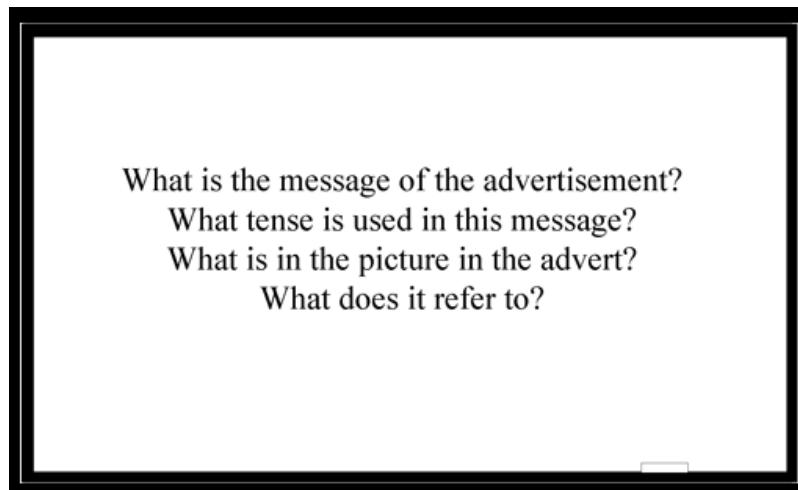 What is the message of the advertisement?
What tense is used in this message?
What is in the picture in the advert?
What does it refer to?